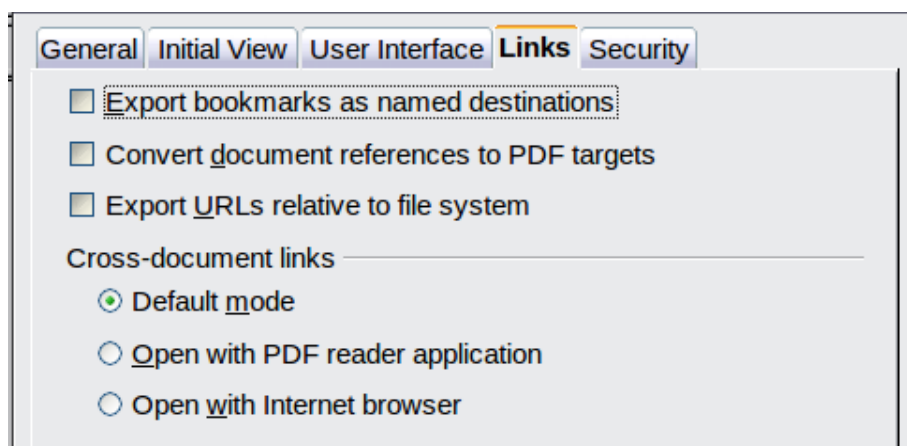 General Initial View User Interface Links Security
Export bookmarks as named destinations
Convert document references to PDF targets
Export URLs relative to file system
Cross-document links
Default mode
Open with PDF reader application
Open with Internet browser